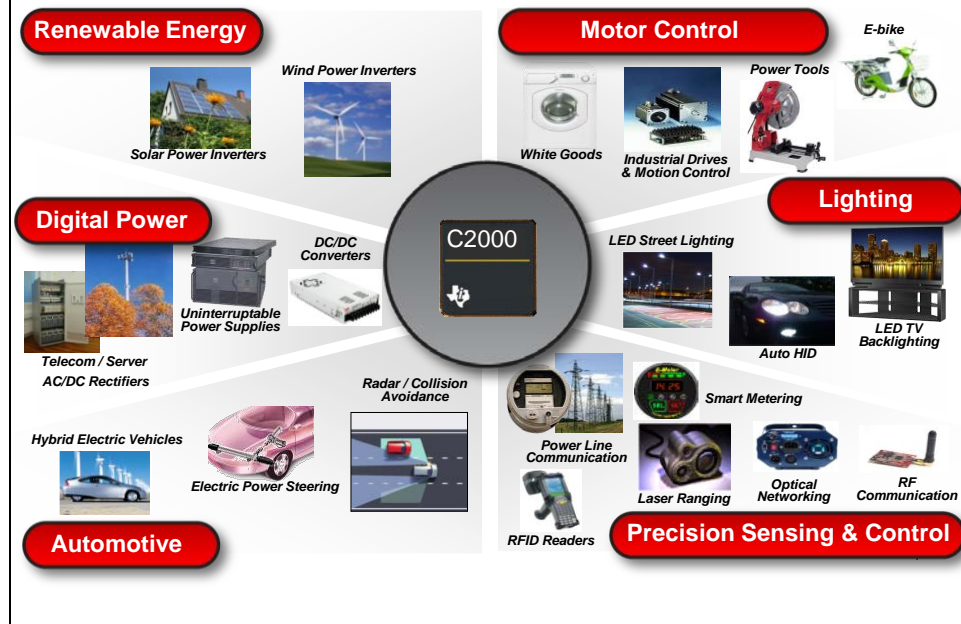 Renewable Energy
Wind Power Inverters
Solar Power Inverters
Motor Control
E-bike
Power Tools
White Goods
Industrial Drives
& Motion Control
Digital Power
DC/DC
Converters
Uninterruptable
Power Supplies
Telecom / Server
AC/DC Rectifiers
C2000
Lighting
LED Street Lighting
Auto HID
LED TV
Backlighting
Radar / Collision
Avoidance
Hybrid Electric Vehicles
Electric Power Steering
Automotive
Smart Metering
Power Line
Communication
Laser Ranging
Optical
Networking
RF
Communication
RFID Readers
Precision Sensing & Control